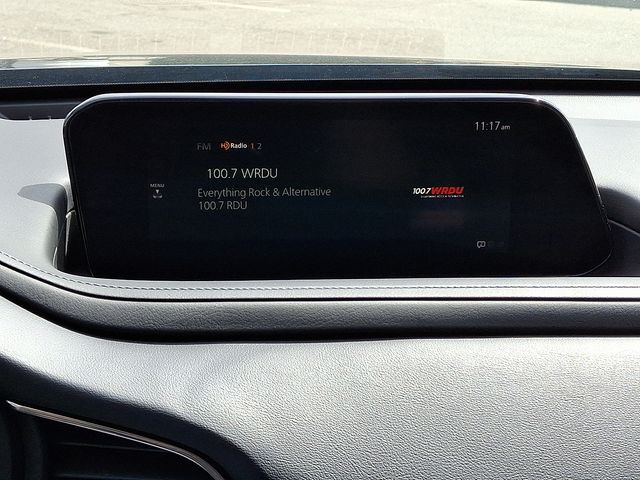 11:17am
FM HD Radio 1 2
100.7 WRDU
MENU
Everything Rock & Alternative
100.7 WRDU
100.7 RDU